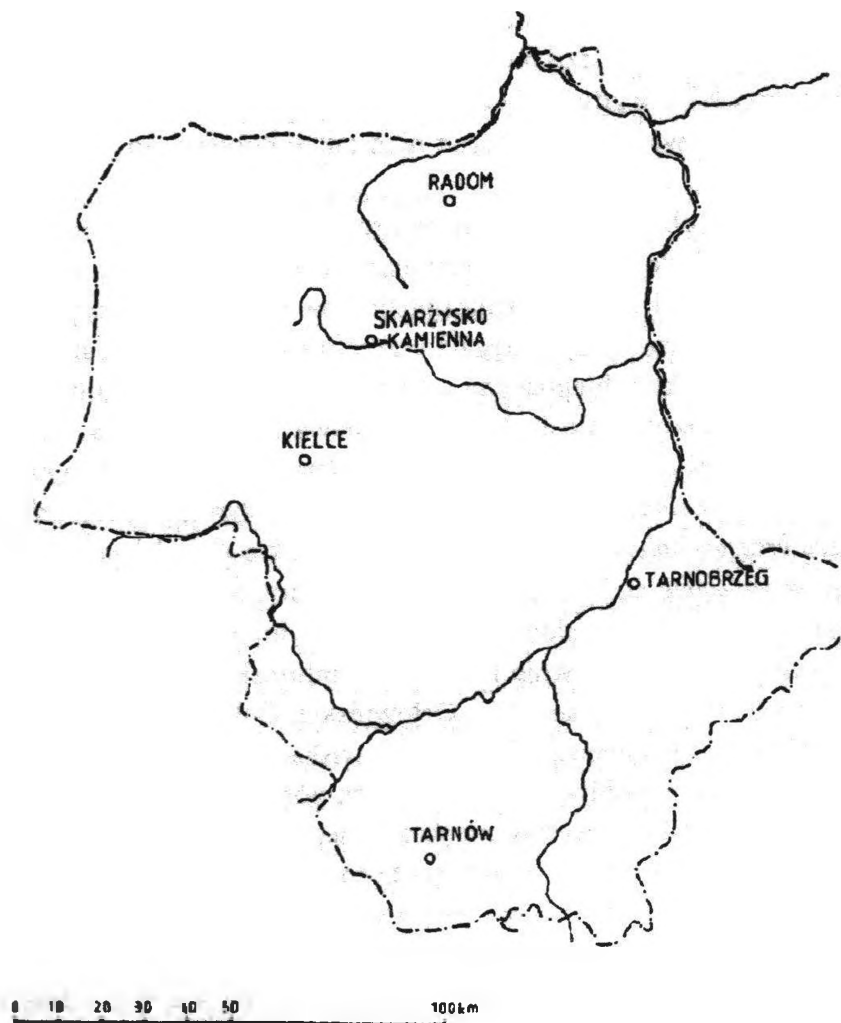 RADOM
SKARŻYSKO
KAMIENNA
KIELCE
TARNOBRZEG
TARNÓW
0 10 20 30 40 50 100km